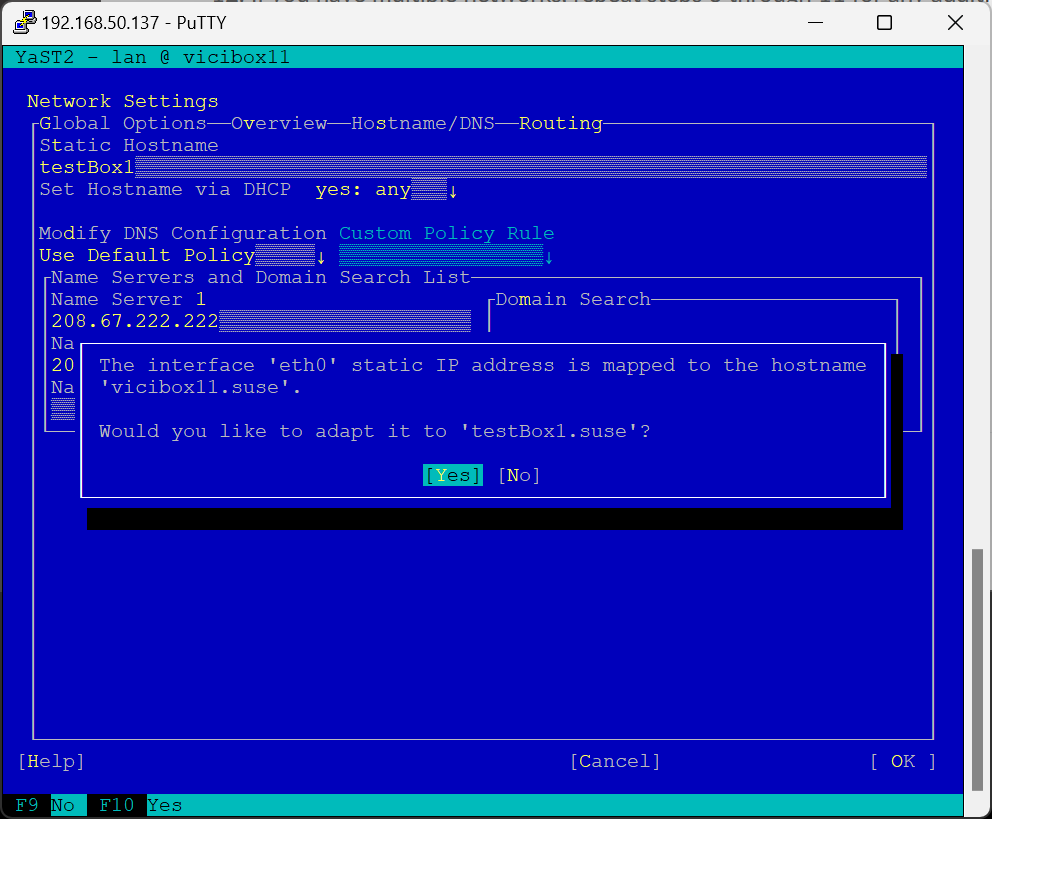 192.168.50.137 - PuTTY
YaST2 - lan @ vicibox11
Network Settings
Global Options Overview Hostname/DNS Routing
Static Hostname
testBox1
Set Hostname via DHCP yes: any ↓
Modify DNS Configuration Custom Policy Rule
Use Default Policy ↓ ↓
Name Servers and Domain Search List
Name Server 1 Domain Search
208.67.222.222
Na
20
Na
The interface 'eth0' static IP address is mapped to the hostname
'vicibox11.suse'.
Would you like to adapt it to 'testBox1.suse'?
[Yes] [No]
[Help] [Cancel] [ OK ]
F9 No F10 Yes